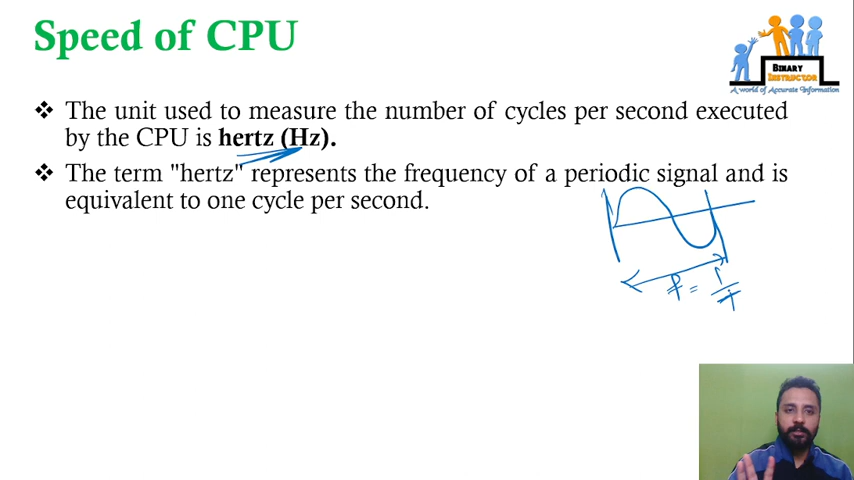 Speed of CPU
BINARY
INSTRUCTOR
A world of Accurate Information
❖ The unit used to measure the number of cycles per second executed
by the CPU is hertz (Hz).
❖ The term "hertz" represents the frequency of a periodic signal and is
equivalent to one cycle per second.
f = 1/T